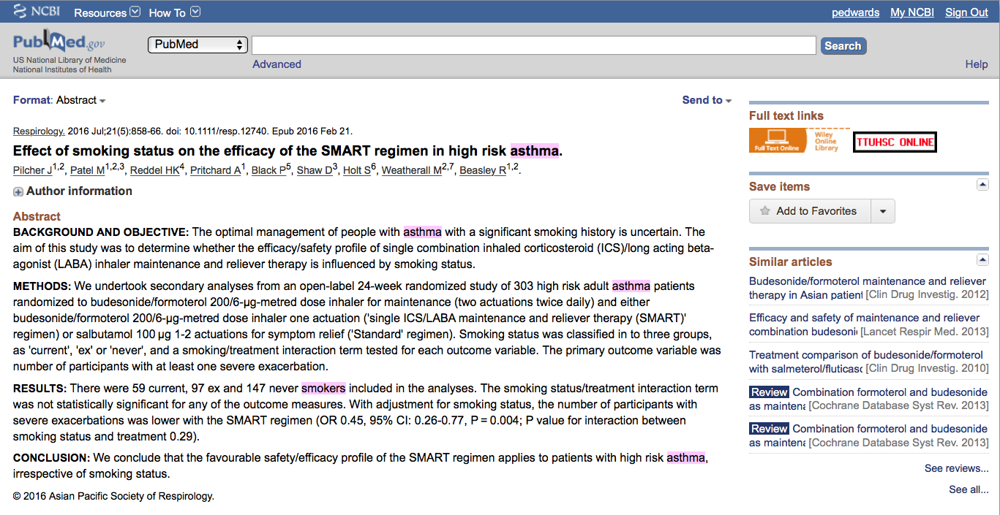 NCBI Resources How To pedwards My NCBI Sign Out
PubMed.gov
US National Library of Medicine
National Institutes of Health
PubMed Search
Advanced Help
Format: Abstract Send to
Respirology. 2016 Jul;21(5):858-66. doi: 10.1111/resp.12740. Epub 2016 Feb 21.
Effect of smoking status on the efficacy of the SMART regimen in high risk asthma.
Pilcher J1,2, Patel M1,2,3, Reddel HK4, Pritchard A1, Black P5, Shaw D3, Holt S6, Weatherall M2,7, Beasley R1,2.
Author information
Abstract
BACKGROUND AND OBJECTIVE: The optimal management of people with asthma with a significant smoking history is uncertain. The
aim of this study was to determine whether the efficacy/safety profile of single combination inhaled corticosteroid (ICS)/long acting beta-
agonist (LABA) inhaler maintenance and reliever therapy is influenced by smoking status.
METHODS: We undertook secondary analyses from an open-label 24-week randomized study of 303 high risk adult asthma patients
randomized to budesonide/formoterol 200/6-μg-metred dose inhaler for maintenance (two actuations twice daily) and either
budesonide/formoterol 200/6-μg-metred dose inhaler one actuation ('single ICS/LABA maintenance and reliever therapy (SMART)'
regimen) or salbutamol 100 μg 1-2 actuations for symptom relief ('Standard' regimen). Smoking status was classified in to three groups,
as 'current', 'ex' or 'never', and a smoking/treatment interaction term tested for each outcome variable. The primary outcome variable was
number of participants with at least one severe exacerbation.
RESULTS: There were 59 current, 97 ex and 147 never smokers included in the analyses. The smoking status/treatment interaction term
was not statistically significant for any of the outcome measures. With adjustment for smoking status, the number of participants with
severe exacerbations was lower with the SMART regimen (OR 0.45, 95% CI: 0.26-0.77, P = 0.004; P value for interaction between
smoking status and treatment 0.29).
CONCLUSION: We conclude that the favourable safety/efficacy profile of the SMART regimen applies to patients with high risk asthma,
irrespective of smoking status.
© 2016 Asian Pacific Society of Respirology.
Full text links
Full Text Online
Wiley
Online
Library
TTUHSC ONLINE
Save items
Add to Favorites
Similar articles
Budesonide/formoterol maintenance and reliever
therapy in Asian patient [Clin Drug Investig. 2012]
Efficacy and safety of maintenance and reliever
combination budesoni [Lancet Respir Med. 2013]
Treatment comparison of budesonide/formoterol
with salmeterol/fluticaso [Clin Drug Investig. 2010]
Review Combination formoterol and budesonide
as maintena [Cochrane Database Syst Rev. 2013]
Review Combination formoterol and budesonide
as maintena [Cochrane Database Syst Rev. 2013]
See reviews...
See all...